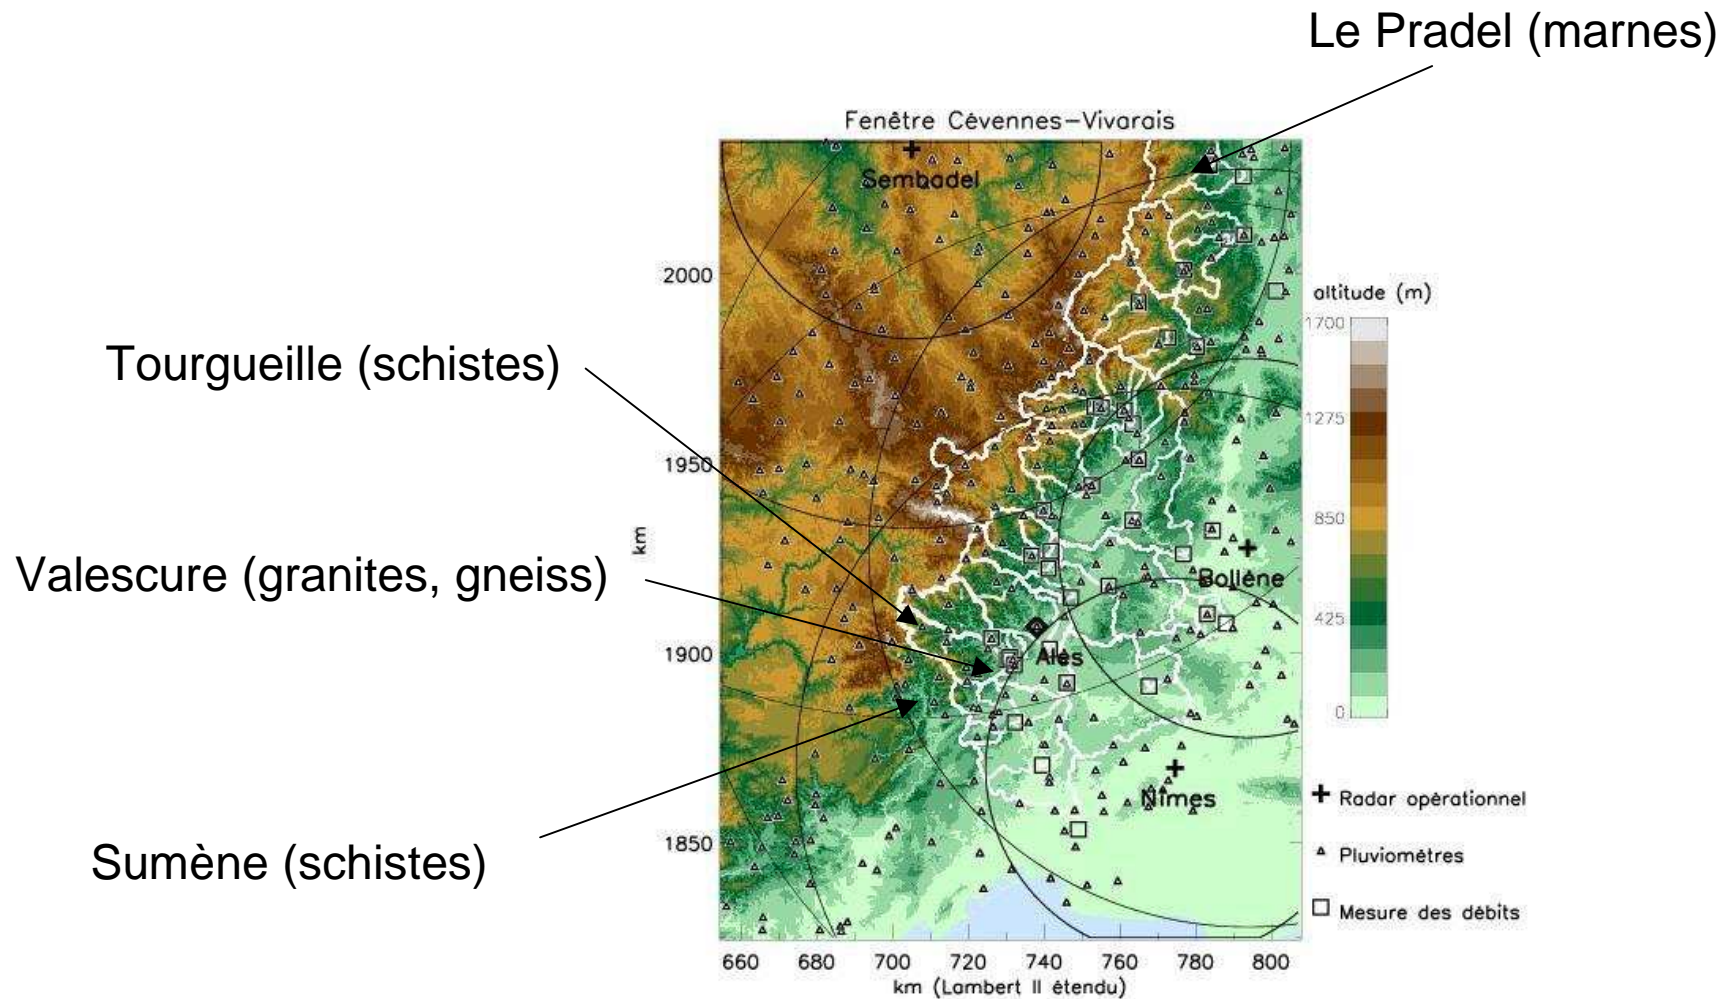 Le Pradel (marnes)
Fenêtre Cévennes-Vivarais
Sembadel
2000
altitude (m)
1700
Tourgueille (schistes)
1275
1950
850
km
Valescure (granites, gneiss)
Bollène
425
1900
Alès
0
Nîmes
Radar opérationnel
1850
Pluviomètres
Sumène (schistes)
Mesure des débits
660 680 700 720 740 760 780 800
km (Lambert II étendu)